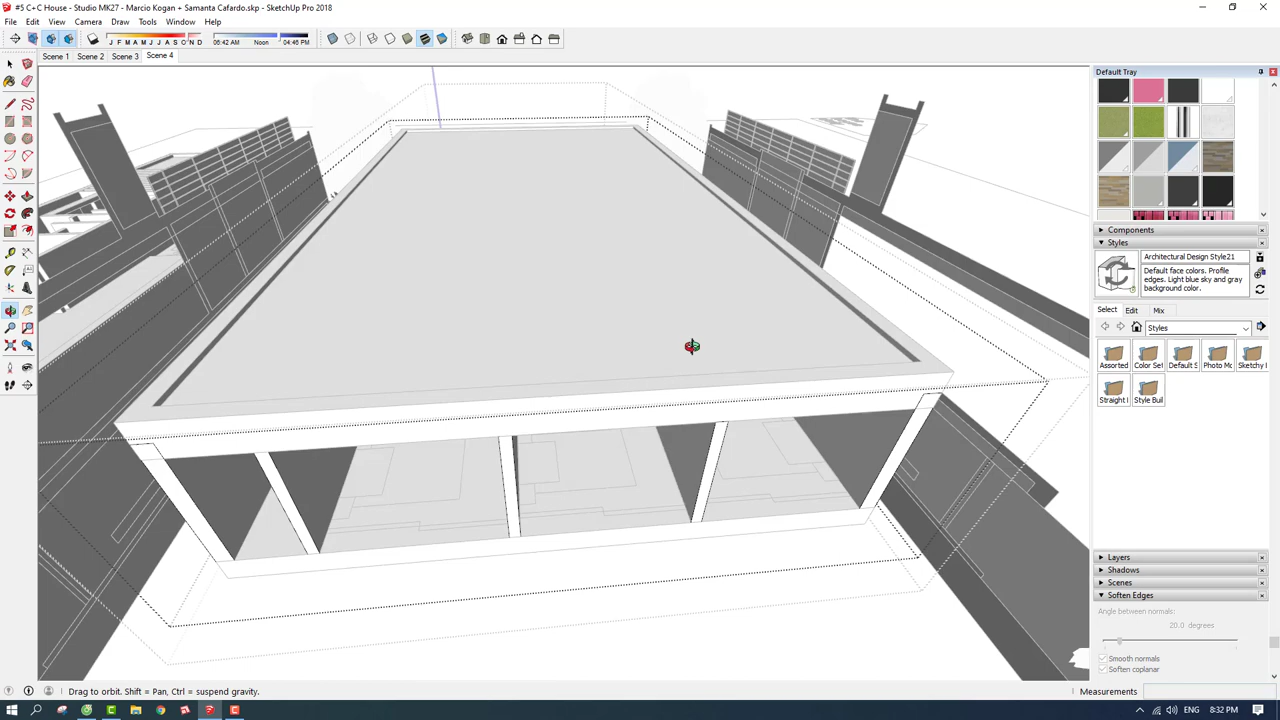 #5 C+C House - Studio MK27 - Marcio Kogan + Samanta Cafardo.skp - SketchUp Pro 2018
File Edit View Camera Draw Tools Window Help
J F M A M J J A S O N D 06:42 AM Noon 04:46 PM
Scene 1 Scene 2 Scene 3 Scene 4
Default Tray
Components
Styles
Architectural Design Style21
Default face colors. Profile
edges. Light blue sky and gray
background color.
Select Edit Mix
Styles
Assorted Color Set Default S Photo Mo Sketchy
Straight l Style Buil
Layers
Shadows
Scenes
Soften Edges
Angle between normals:
20.0 degrees
Smooth normals
Soften coplanar
Drag to orbit. Shift = Pan, Ctrl = suspend gravity.
Measurements
ENG 8:32 PM